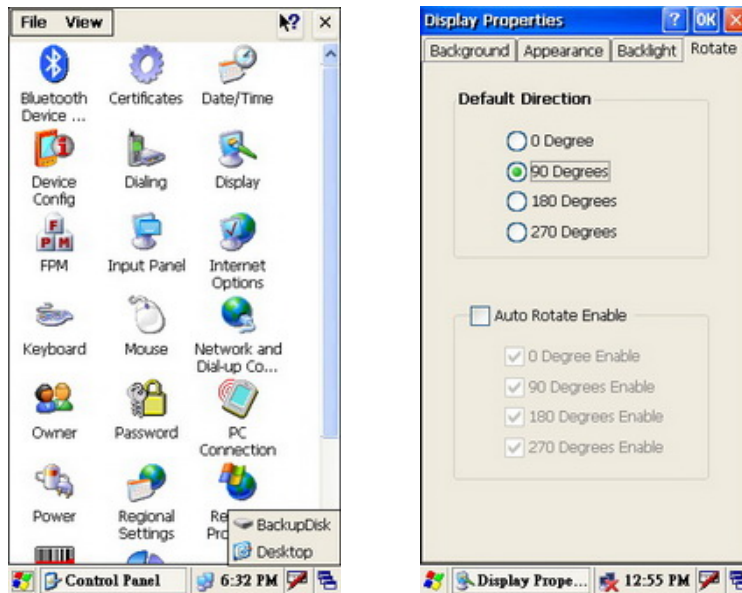 File View
Bluetooth Device ...
Certificates
Date/Time
Device Config
Dialing
Display
F
P M
FPM
Input Panel
Internet Options
Keyboard
Mouse
Network and Dial-up Co...
Owner
Password
PC Connection
Power
Regional Settings
BackupDisk
Desktop
Control Panel
6:32 PM
Display Properties
? OK
Background
Appearance
Backlight
Rotate
Default Direction
0 Degree
90 Degrees
180 Degrees
270 Degrees
Auto Rotate Enable
0 Degree Enable
90 Degrees Enable
180 Degrees Enable
270 Degrees Enable
Display Prope...
12:55 PM